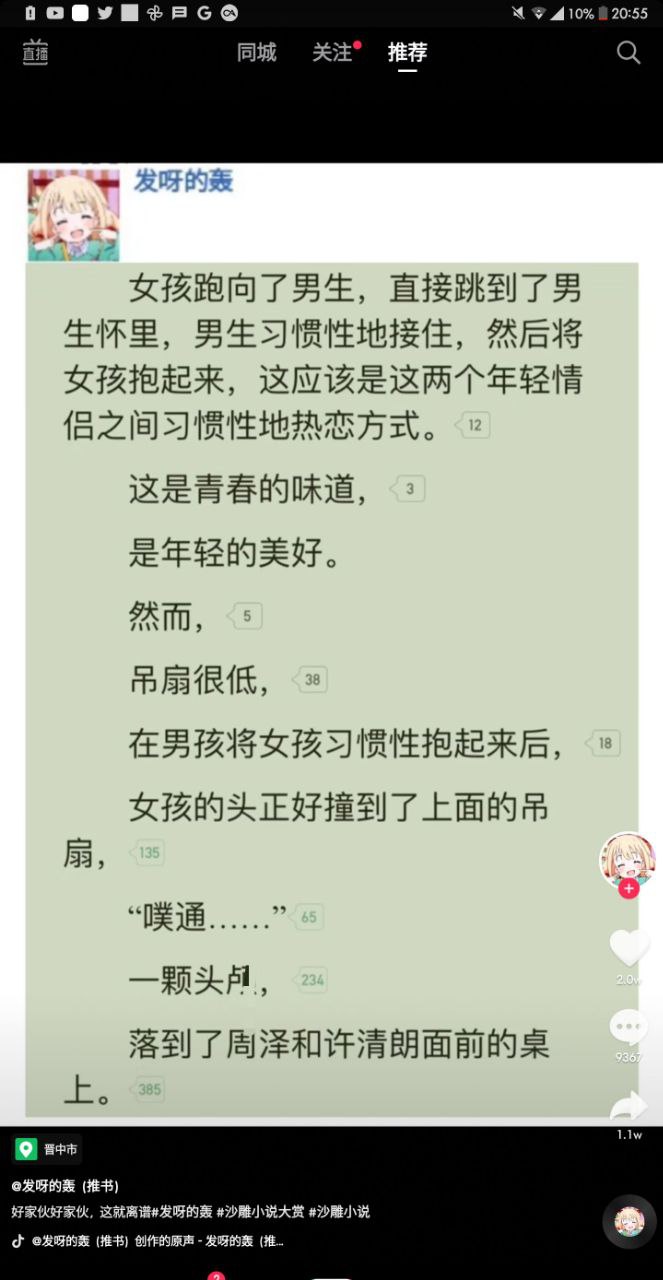 10% 20:55
直播 同城 关注 推荐
发呀的轰
女孩跑向了男生，直接跳到了男
生怀里，男生习惯性地接住，然后将
女孩抱起来，这应该是这两个年轻情
侣之间习惯性地热恋方式。 12
这是青春的味道， 3
是年轻的美好。
然而， 5
吊扇很低， 38
在男孩将女孩习惯性抱起来后， 18
女孩的头正好撞到了上面的吊
扇， 135
“噗通……” 65
一颗头， 234
落到了周泽和许清朗面前的桌
上。 385
2.0w
9367
1.1w
晋中市
@发呀的轰（推书）
好家伙好家伙，这就离谱#发呀的轰 #沙雕小说大赏 #沙雕小说
@发呀的轰（推书）创作的原声 - 发呀的轰（推...
2